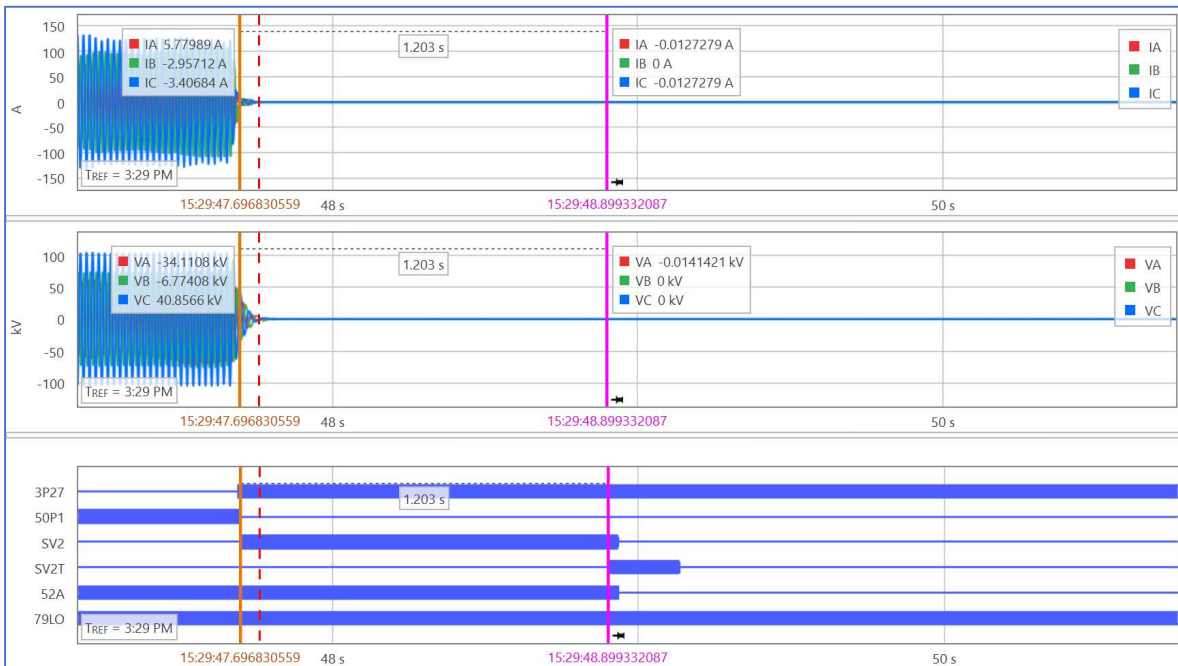 150
100
50
0
-50
-100
-150
A
IA 5.77989 A
IB -2.95712 A
IC -3.40684 A
1.203 s
IA -0.0127279 A
IB 0 A
IC -0.0127279 A
IA
IB
IC
TREF = 3:29 PM
15:29:47.696830559
48 s
15:29:48.899332087
50 s
100
50
0
-50
-100
kV
VA -34.1108 kV
VB -6.77408 kV
VC 40.8566 kV
1.203 s
VA -0.0141421 kV
VB 0 kV
VC 0 kV
VA
VB
VC
TREF = 3:29 PM
15:29:47.696830559
48 s
15:29:48.899332087
50 s
3P27
50P1
SV2
SV2T
52A
79LO
1.203 s
TREF = 3:29 PM
15:29:47.696830559
48 s
15:29:48.899332087
50 s